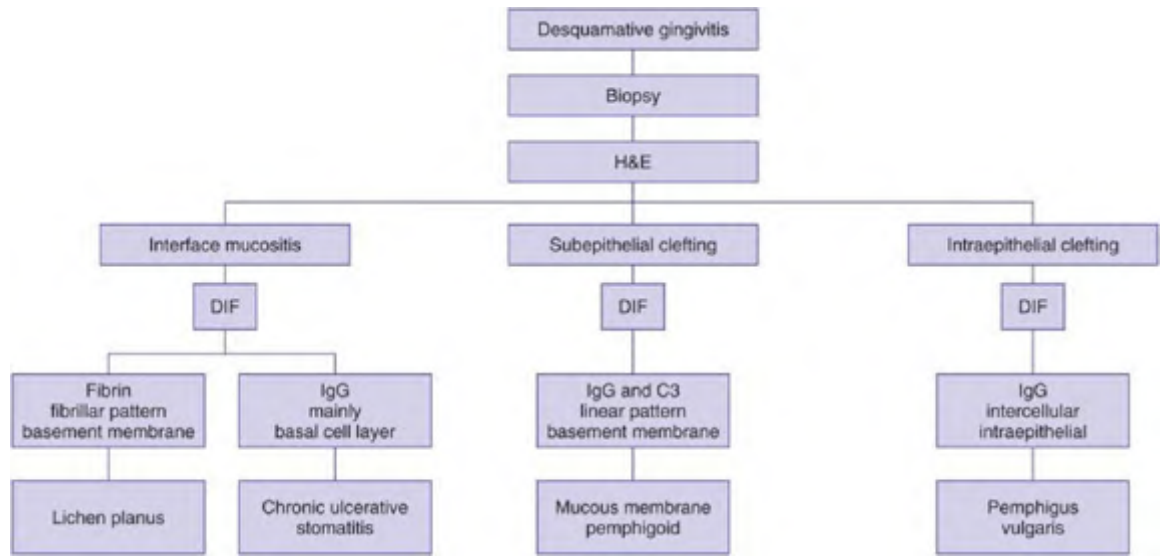 Desquamative gingivitis
Biopsy
H&E
Interface mucositis
Subepithelial clefting
Intraepithelial clefting
DIF
DIF
DIF
Fibrin
fibrillar pattern
basement membrane
IgG
mainly
basal cell layer
IgG and C3
linear pattern
basement membrane
IgG
intercellular
intraepithelial
Lichen planus
Chronic ulcerative
stomatitis
Mucous membrane
pemphigoid
Pemphigus
vulgaris